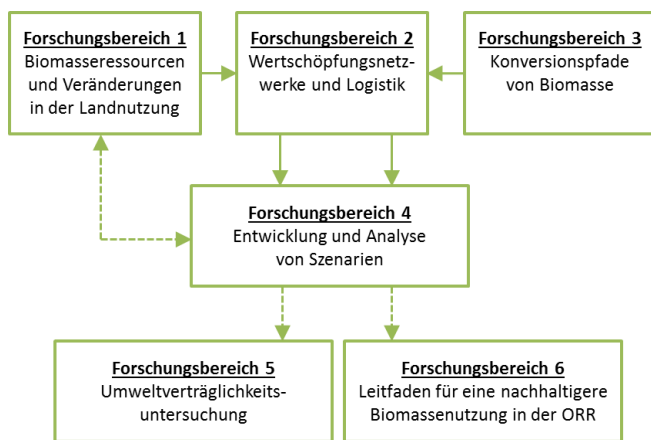 Forschungsbereich 1
Biomasseressourcen
und Veränderungen
in der Landnutzung
Forschungsbereich 2
Wertschöpfungsnetz-
werke und Logistik
Forschungsbereich 3
Konversionspfade
von Biomasse
Forschungsbereich 4
Entwicklung und Analyse
von Szenarien
Forschungsbereich 5
Umweltverträglichkeits-
untersuchung
Forschungsbereich 6
Leitfaden für eine nachhaltigere
Biomassenutzung in der ORR